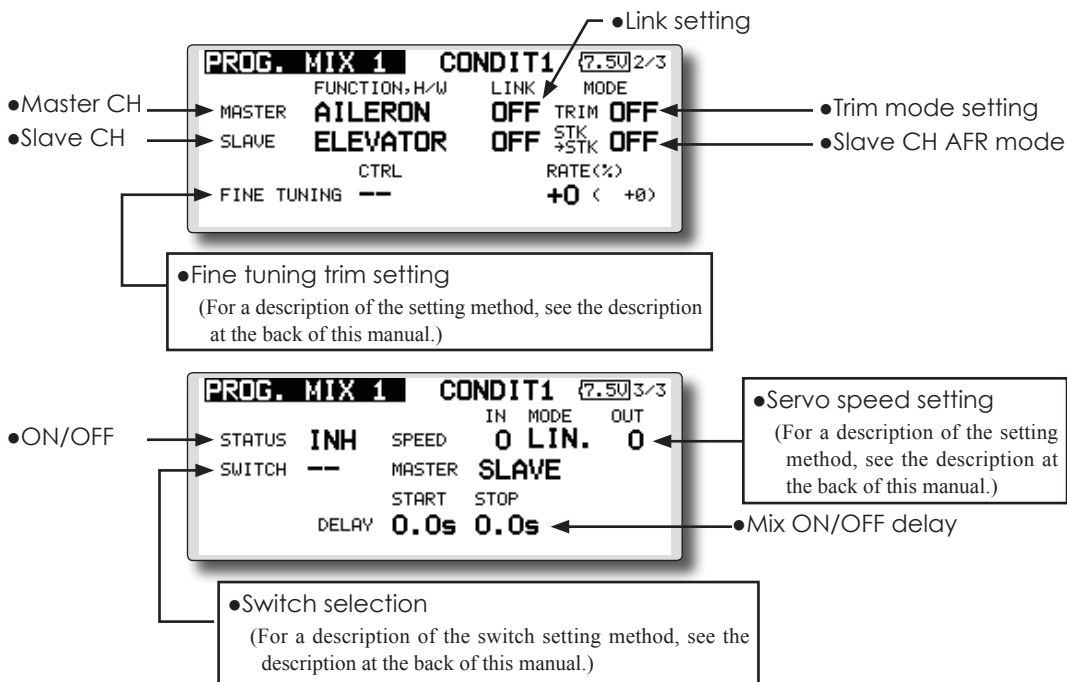 ●Link setting
PROG. MIX 1 CONDIT1 7.5V 2/3
FUNCTION,H/W LINK MODE
●Master CH
MASTER AILERON OFF TRIM OFF
●Trim mode setting
●Slave CH
SLAVE ELEVATOR OFF STK→STK OFF
●Slave CH AFR mode
CTRL RATE(%)
FINE TUNING -- +0 ( +0)
●Fine tuning trim setting
(For a description of the setting method, see the description
at the back of this manual.)
PROG. MIX 1 CONDIT1 7.5V 3/3
IN MODE OUT
●ON/OFF
STATUS INH SPEED 0 LIN. 0
SWITCH -- MASTER SLAVE
START STOP
DELAY 0.0s 0.0s
●Servo speed setting
(For a description of the setting
method, see the description at
the back of this manual.)
●Mix ON/OFF delay
●Switch selection
(For a description of the switch setting method, see the
description at the back of this manual.)